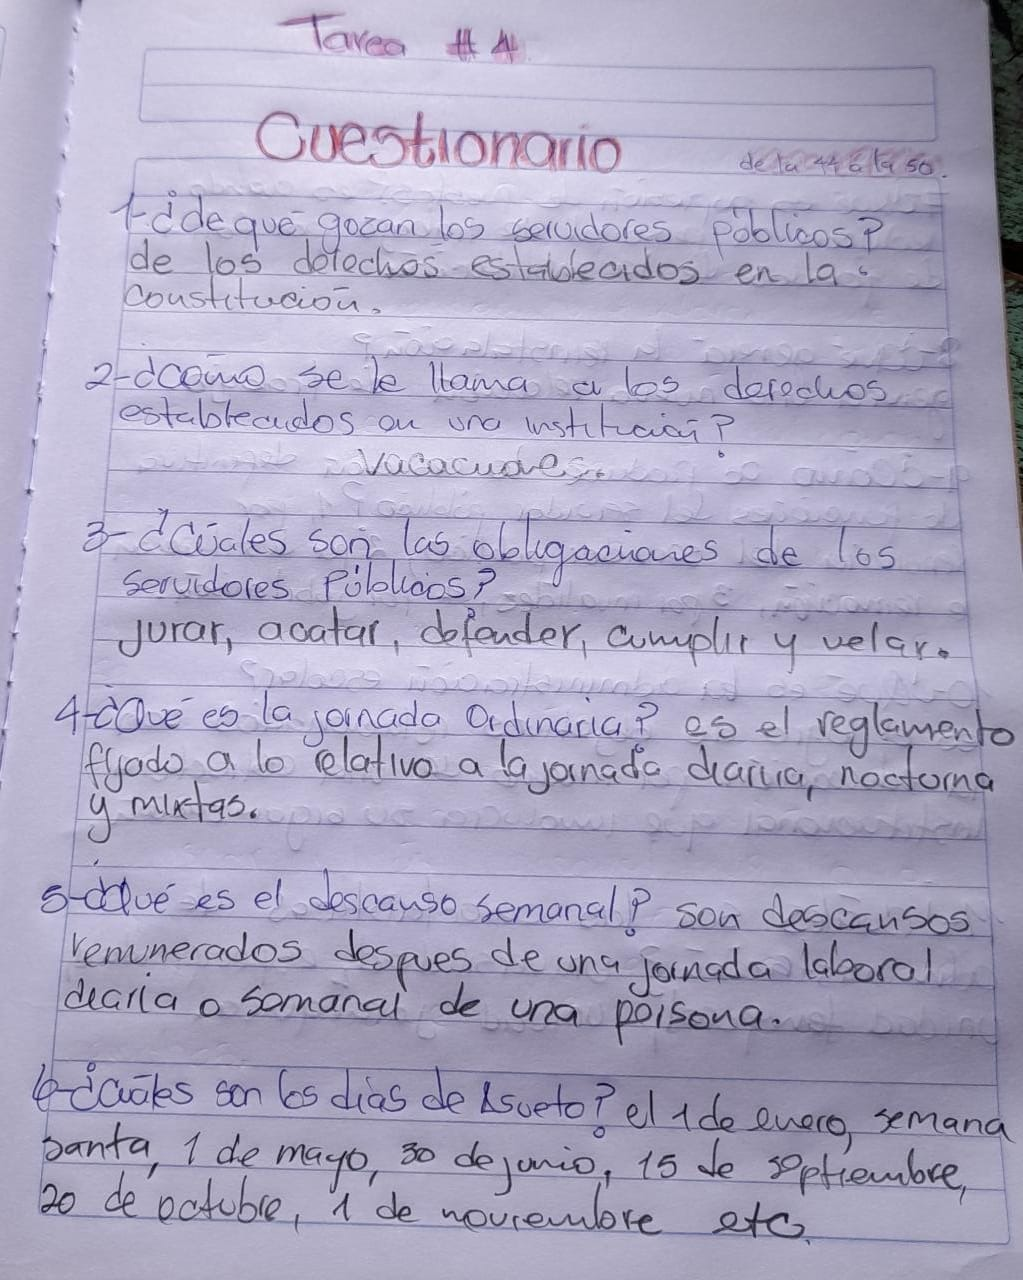 Tarea # 4
Cuestionario
de la 44 a la 50.
1-¿de que gozan los servidores públicos?
de los derechos establecidos en la
constitución.
2-¿como se le llama a los derechos
establecidos en una institución?
vacaciones.
3-¿Cuales son las obligaciones de los
servidores Públicos?
jurar, acatar, defender, cumplir y velar.
4-¿Qué es la jornada Ordinaria? es el reglamento
fijado a lo relativo a la jornada diaria, nocturna
y mixtas.
5-¿Qué es el descanso semanal? son descansos
remunerados despues de una jornada laboral
diaria o semanal de una persona.
6-¿cuáles son los días de Asueto? el 1 de enero, semana
santa, 1 de mayo, 30 de junio, 15 de septiembre,
20 de octubre, 1 de noviembre etc.